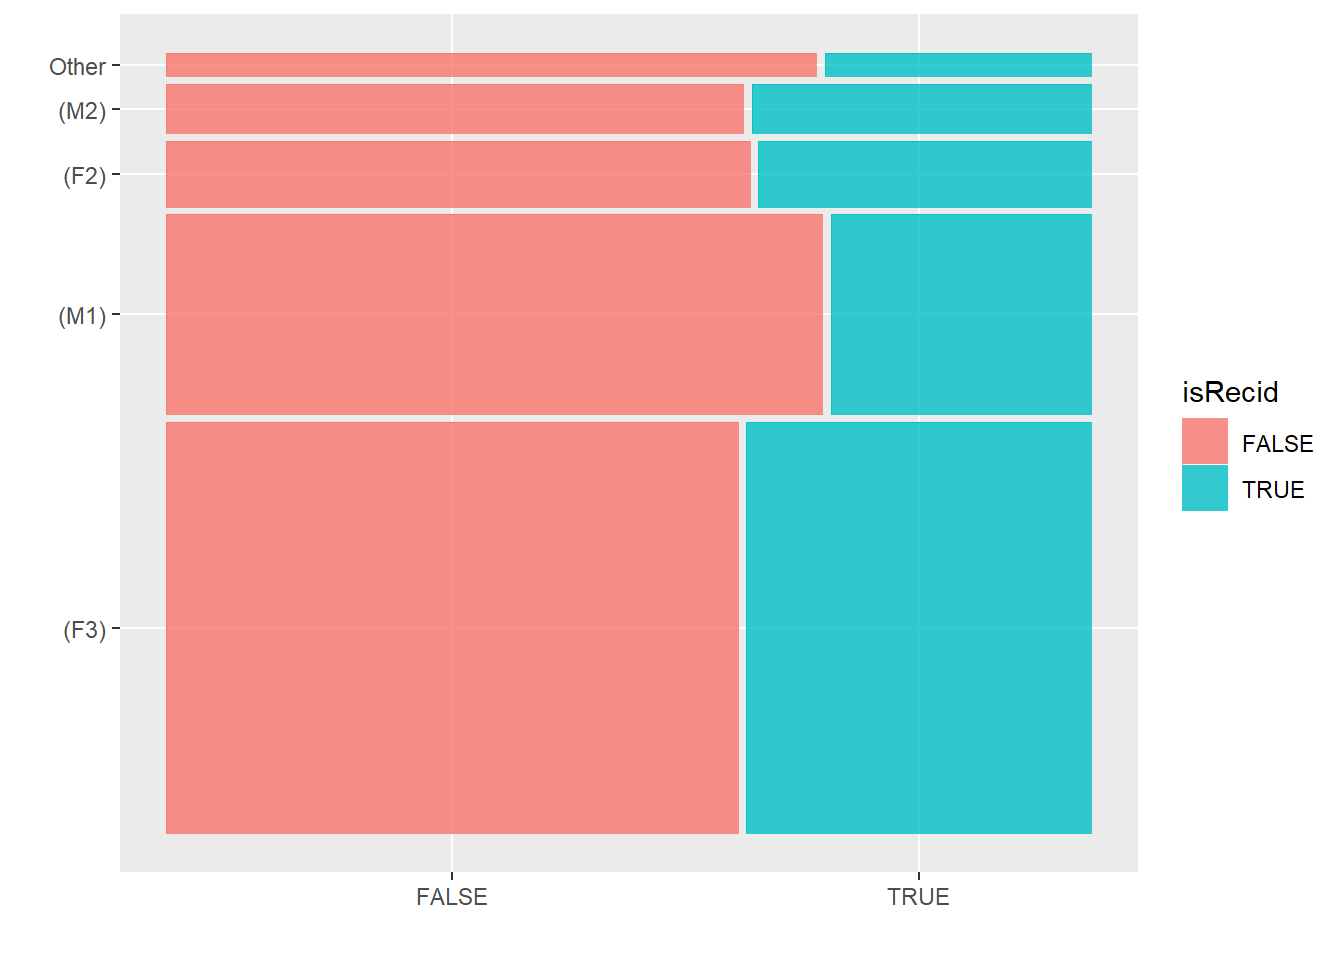 Other
(M2)
(F2)
(M1)
(F3)
FALSE
TRUE
isRecid
FALSE
TRUE